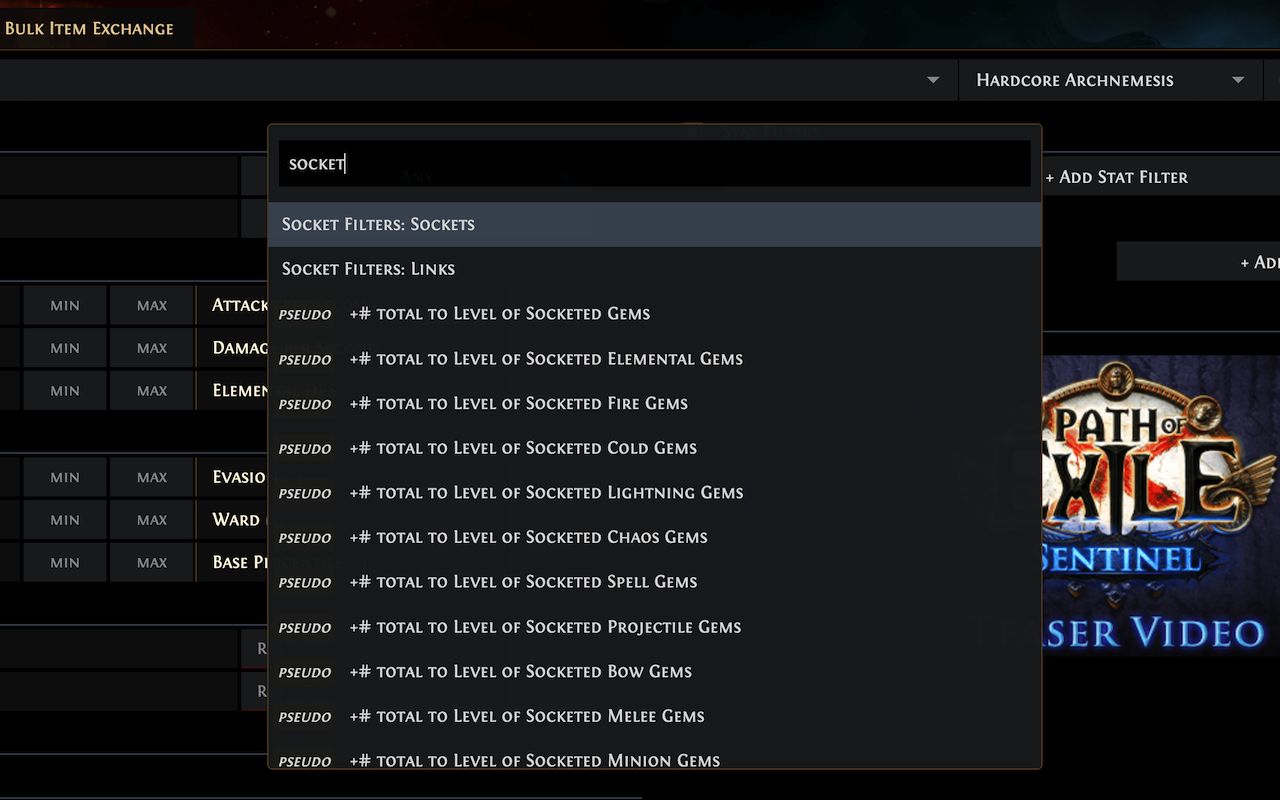 Bulk Item Exchange
Hardcore Archnemesis
socket
Any
+ Add Stat Filter
Socket Filters: Sockets
Socket Filters: Links
+ Add
MIN MAX Attacks
pseudo +# total to Level of Socketed Gems
MIN MAX Damage
pseudo +# total to Level of Socketed Elemental Gems
MIN MAX Elemental DPS
pseudo +# total to Level of Socketed Fire Gems
pseudo +# total to Level of Socketed Cold Gems
MIN MAX Evasio
pseudo +# total to Level of Socketed Lightning Gems
MIN MAX Ward
pseudo +# total to Level of Socketed Chaos Gems
MIN MAX Base
pseudo +# total to Level of Socketed Spell Gems
pseudo +# total to Level of Socketed Projectile Gems
R
pseudo +# total to Level of Socketed Bow Gems
R
pseudo +# total to Level of Socketed Melee Gems
pseudo +# total to Level of Socketed Minion Gems
PATH OF
EXILE
SENTINEL
Teaser Video